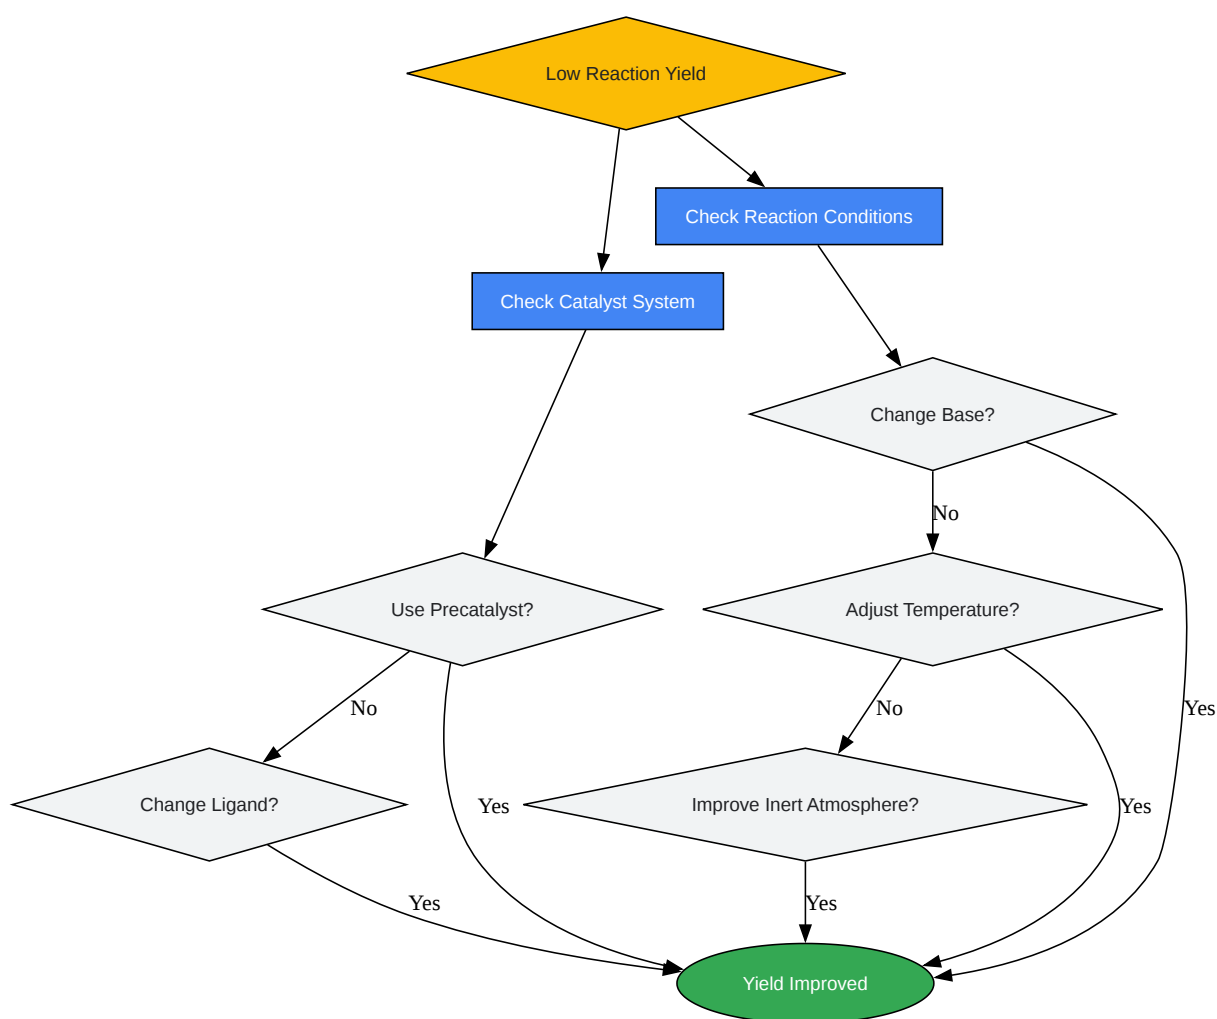 Low Reaction Yield
Check Reaction Conditions
Check Catalyst System
Change Base?
No
Use Precatalyst?
Adjust Temperature?
No
No
Yes
Change Ligand?
Yes
Improve Inert Atmosphere?
Yes
Yes
Yes
Yield Improved